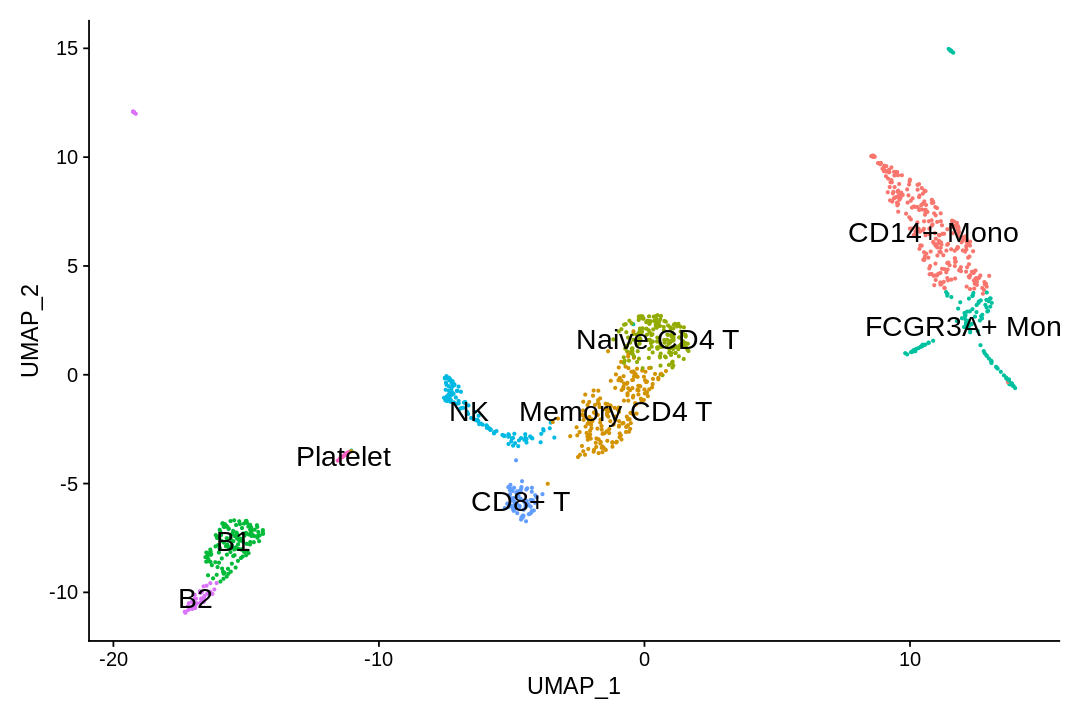 15
10
5
0
-5
-10
UMAP_2
CD14+ Mono
FCGR3A+ Mon
Naive CD4 T
NK
Memory CD4 T
Platelet
CD8+ T
B1
B2
-20
-10
0
10
UMAP_1